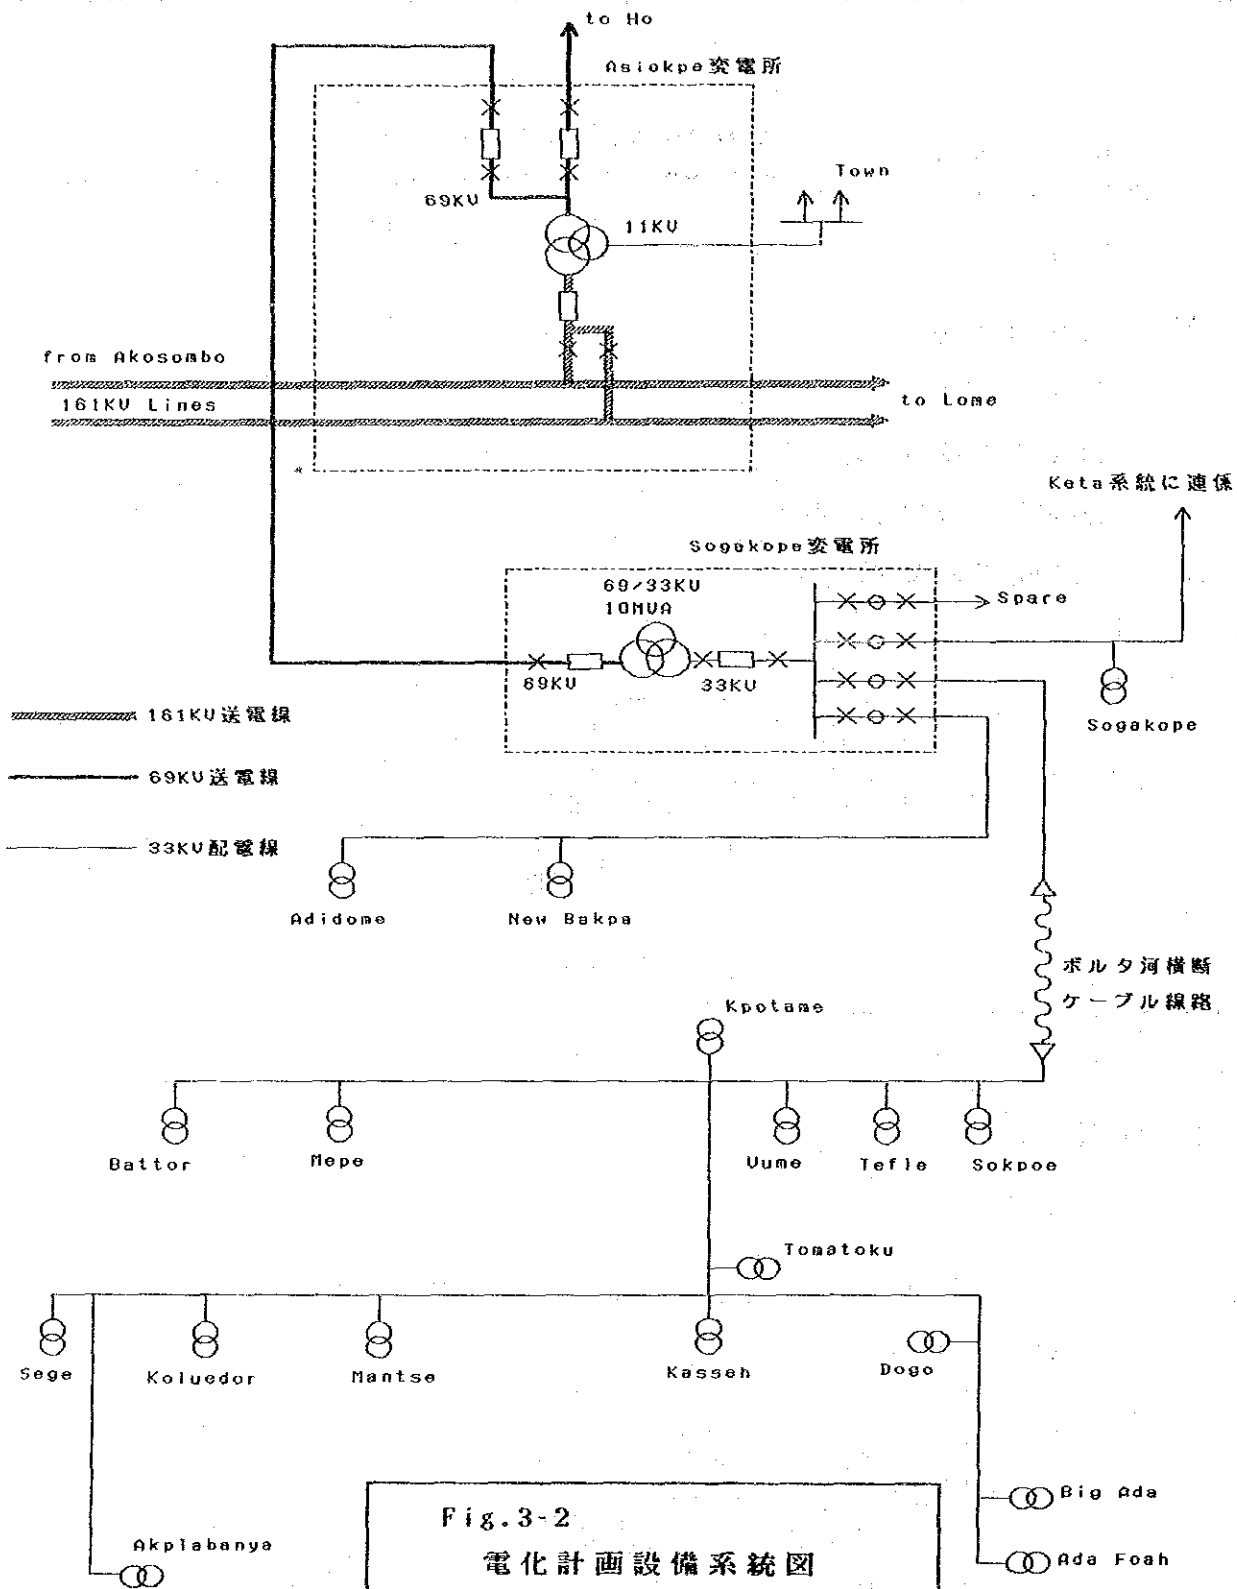 to Ho
Asiokpe変電所
Town
69KV
11KV
from Akosombo
161KV Lines
to Lome
Keta系統に連係
Sogakope変電所
69/33KV
10MVA
Spare
69KV
33KV
Sogakope
161KV送電線
69KV送電線
33KV配電線
Adidome
New Bakpa
ボルタ河横断
ケーブル線路
Kpotame
Battor
Mepe
Vume
Tefle
Sokpoe
Tomatoku
Sege
Koluedor
Mantse
Kasseh
Dogo
Big Ada
Akplabanya
Ada Foah
Fig.3-2
電化計画設備系統図